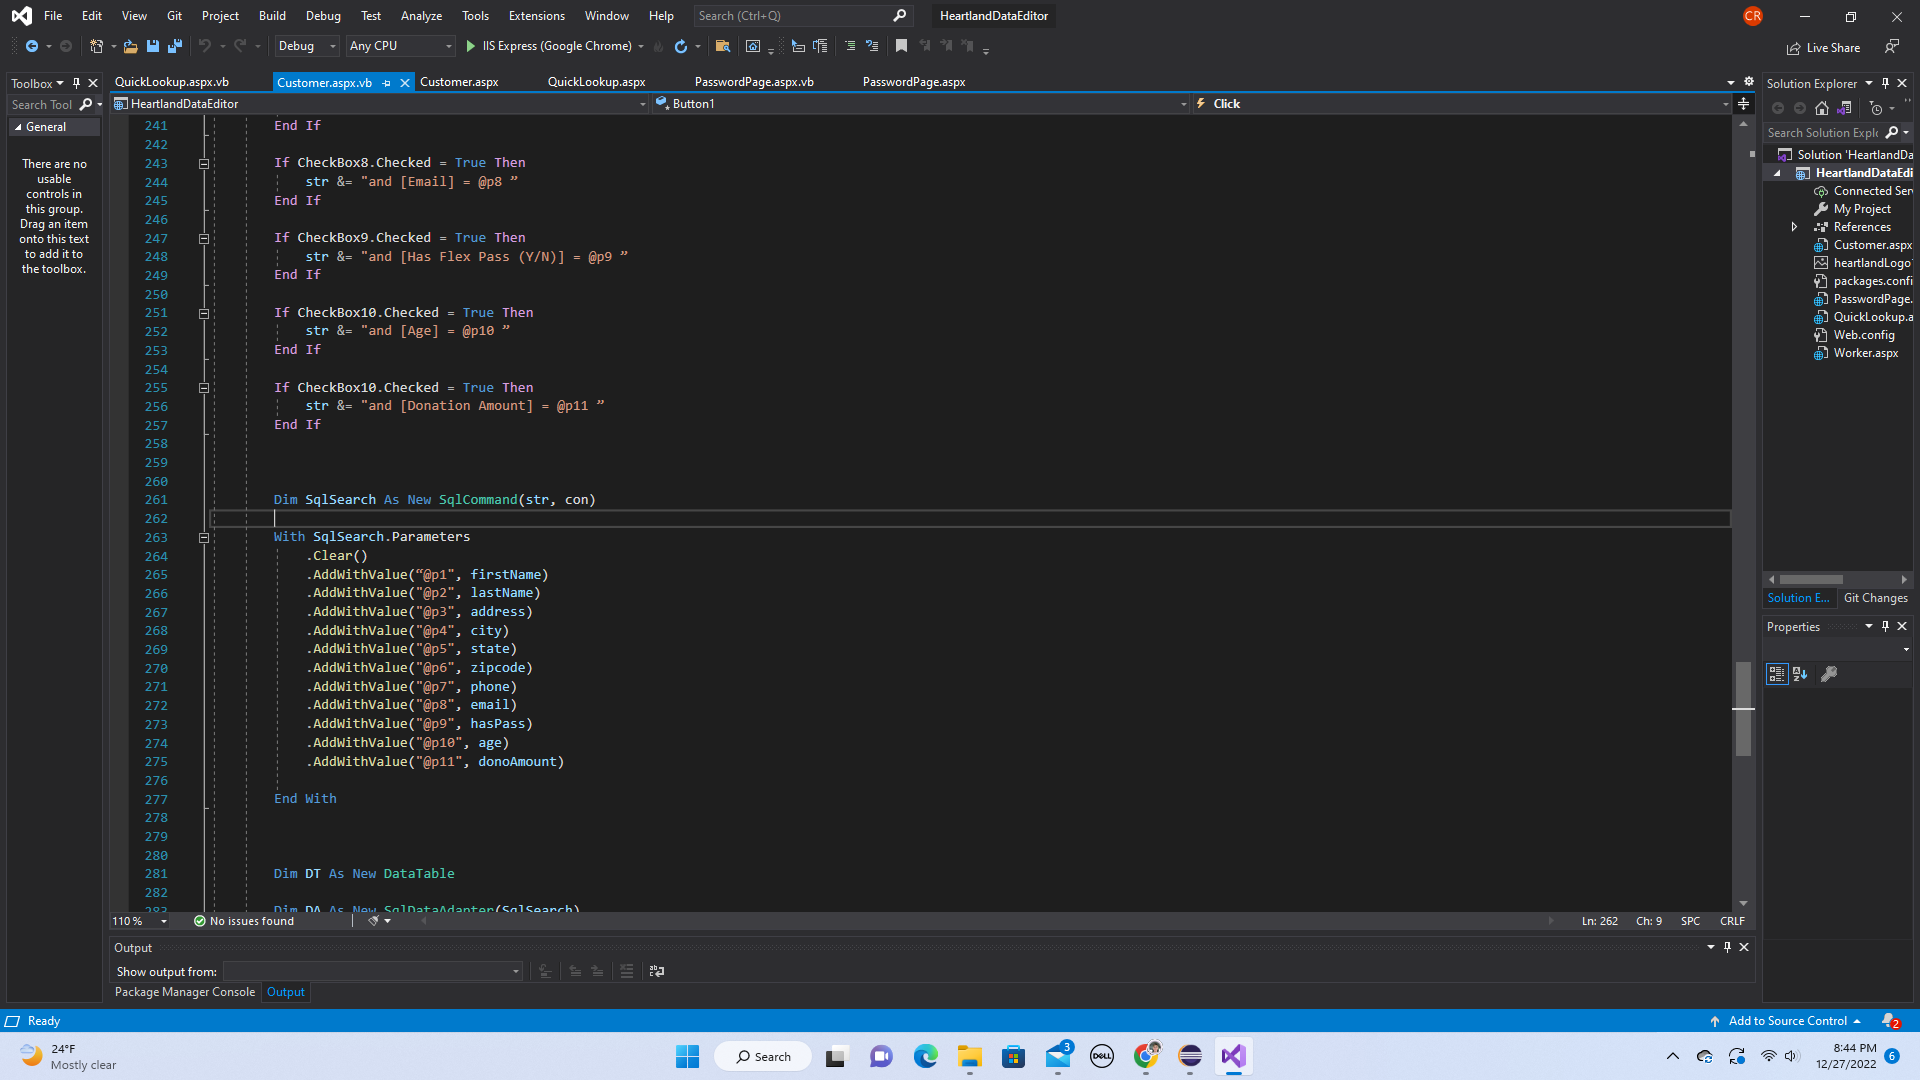 File Edit View Git Project Build Debug Test Analyze Tools Extensions Window Help Search (Ctrl+Q) HeartlandDataEditor CR
Debug Any CPU IIS Express (Google Chrome) Live Share
Toolbox
Search Tool
General
There are no
usable
controls in
this group.
Drag an item
onto this text
to add it to
the toolbox.
QuickLookup.aspx.vb Customer.aspx.vb Customer.aspx QuickLookup.aspx PasswordPage.aspx.vb PasswordPage.aspx
HeartlandDataEditor Button1 Click
241 End If
242
243 If CheckBox8.Checked = True Then
244 str &= "and [Email] = @p8 ”
245 End If
246
247 If CheckBox9.Checked = True Then
248 str &= "and [Has Flex Pass (Y/N)] = @p9 ”
249 End If
250
251 If CheckBox10.Checked = True Then
252 str &= "and [Age] = @p10 ”
253 End If
254
255 If CheckBox10.Checked = True Then
256 str &= "and [Donation Amount] = @p11 ”
257 End If
258
259
260
261 Dim SqlSearch As New SqlCommand(str, con)
262
263 With SqlSearch.Parameters
264 .Clear()
265 .AddWithValue(“@p1", firstName)
266 .AddWithValue("@p2", lastName)
267 .AddWithValue("@p3", address)
268 .AddWithValue("@p4", city)
269 .AddWithValue("@p5", state)
270 .AddWithValue("@p6", zipcode)
271 .AddWithValue("@p7", phone)
272 .AddWithValue("@p8", email)
273 .AddWithValue("@p9", hasPass)
274 .AddWithValue("@p10", age)
275 .AddWithValue("@p11", donoAmount)
276
277 End With
278
279
280
281 Dim DT As New DataTable
282
283 Dim DA As New SqlDataAdapter(SqlSearch)
110 % No issues found Ln: 262 Ch: 9 SPC CRLF
Output
Show output from:
Package Manager Console Output
Solution Explorer
Search Solution Explo
Solution 'HeartlandDa
HeartlandDataEdi
Connected Ser
My Project
References
Customer.aspx
heartlandLogo
packages.confi
PasswordPage.
QuickLookup.a
Web.config
Worker.aspx
Solution E... Git Changes
Properties
Ready Add to Source Control 2
24°F
Mostly clear
Search 3 DELL
8:44 PM
12/27/2022 6